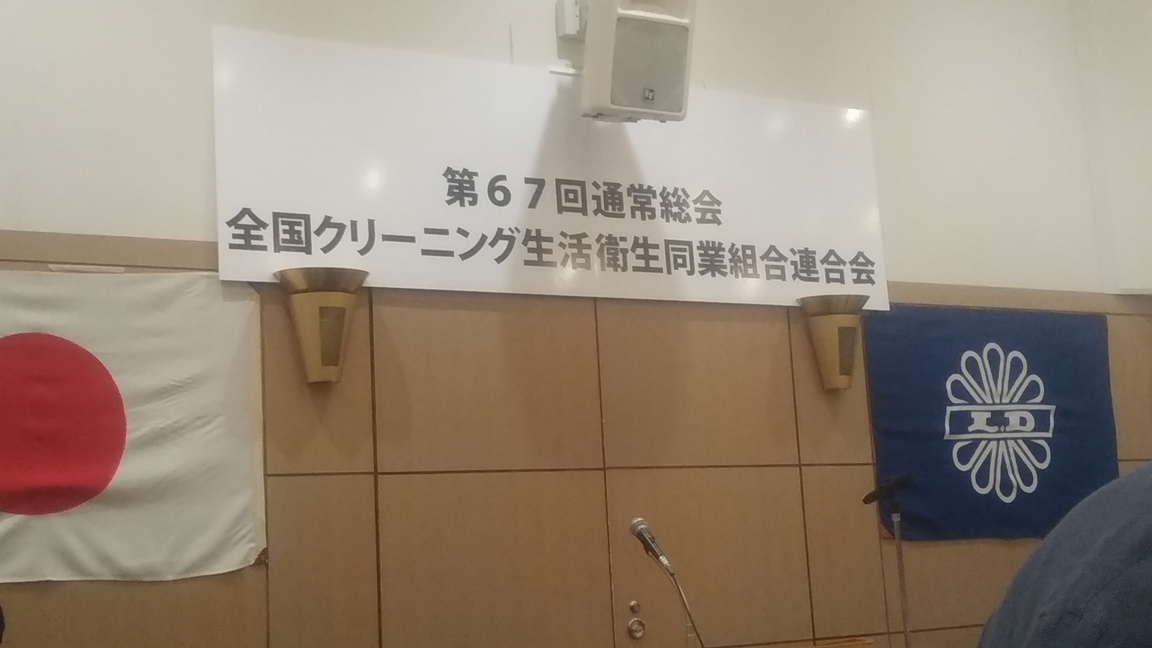 第６７回通常総会
全国クリーニング生活衛生同業組合連合会
L.D